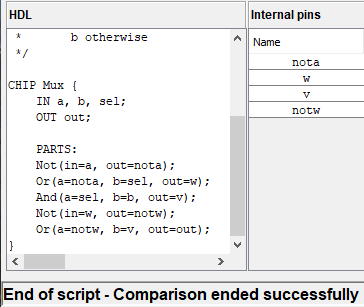 HDL
Internal pins
*       b otherwise
*/
Name
nota
w
v
notw
CHIP Mux {
    IN a, b, sel;
    OUT out;
    PARTS:
    Not(in=a, out=nota);
    Or(a=nota, b=sel, out=w);
    And(a=sel, b=b, out=v);
    Not(in=w, out=notw);
    Or(a=notw, b=v, out=out);
}
End of script - Comparison ended successfully